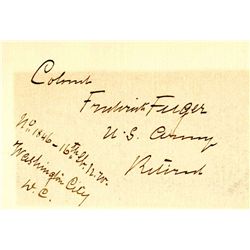 Colonel
Frederick Fuger
U.S. Army
Retired
No. 1846-16th St. N.W.
Washington City
D.C.